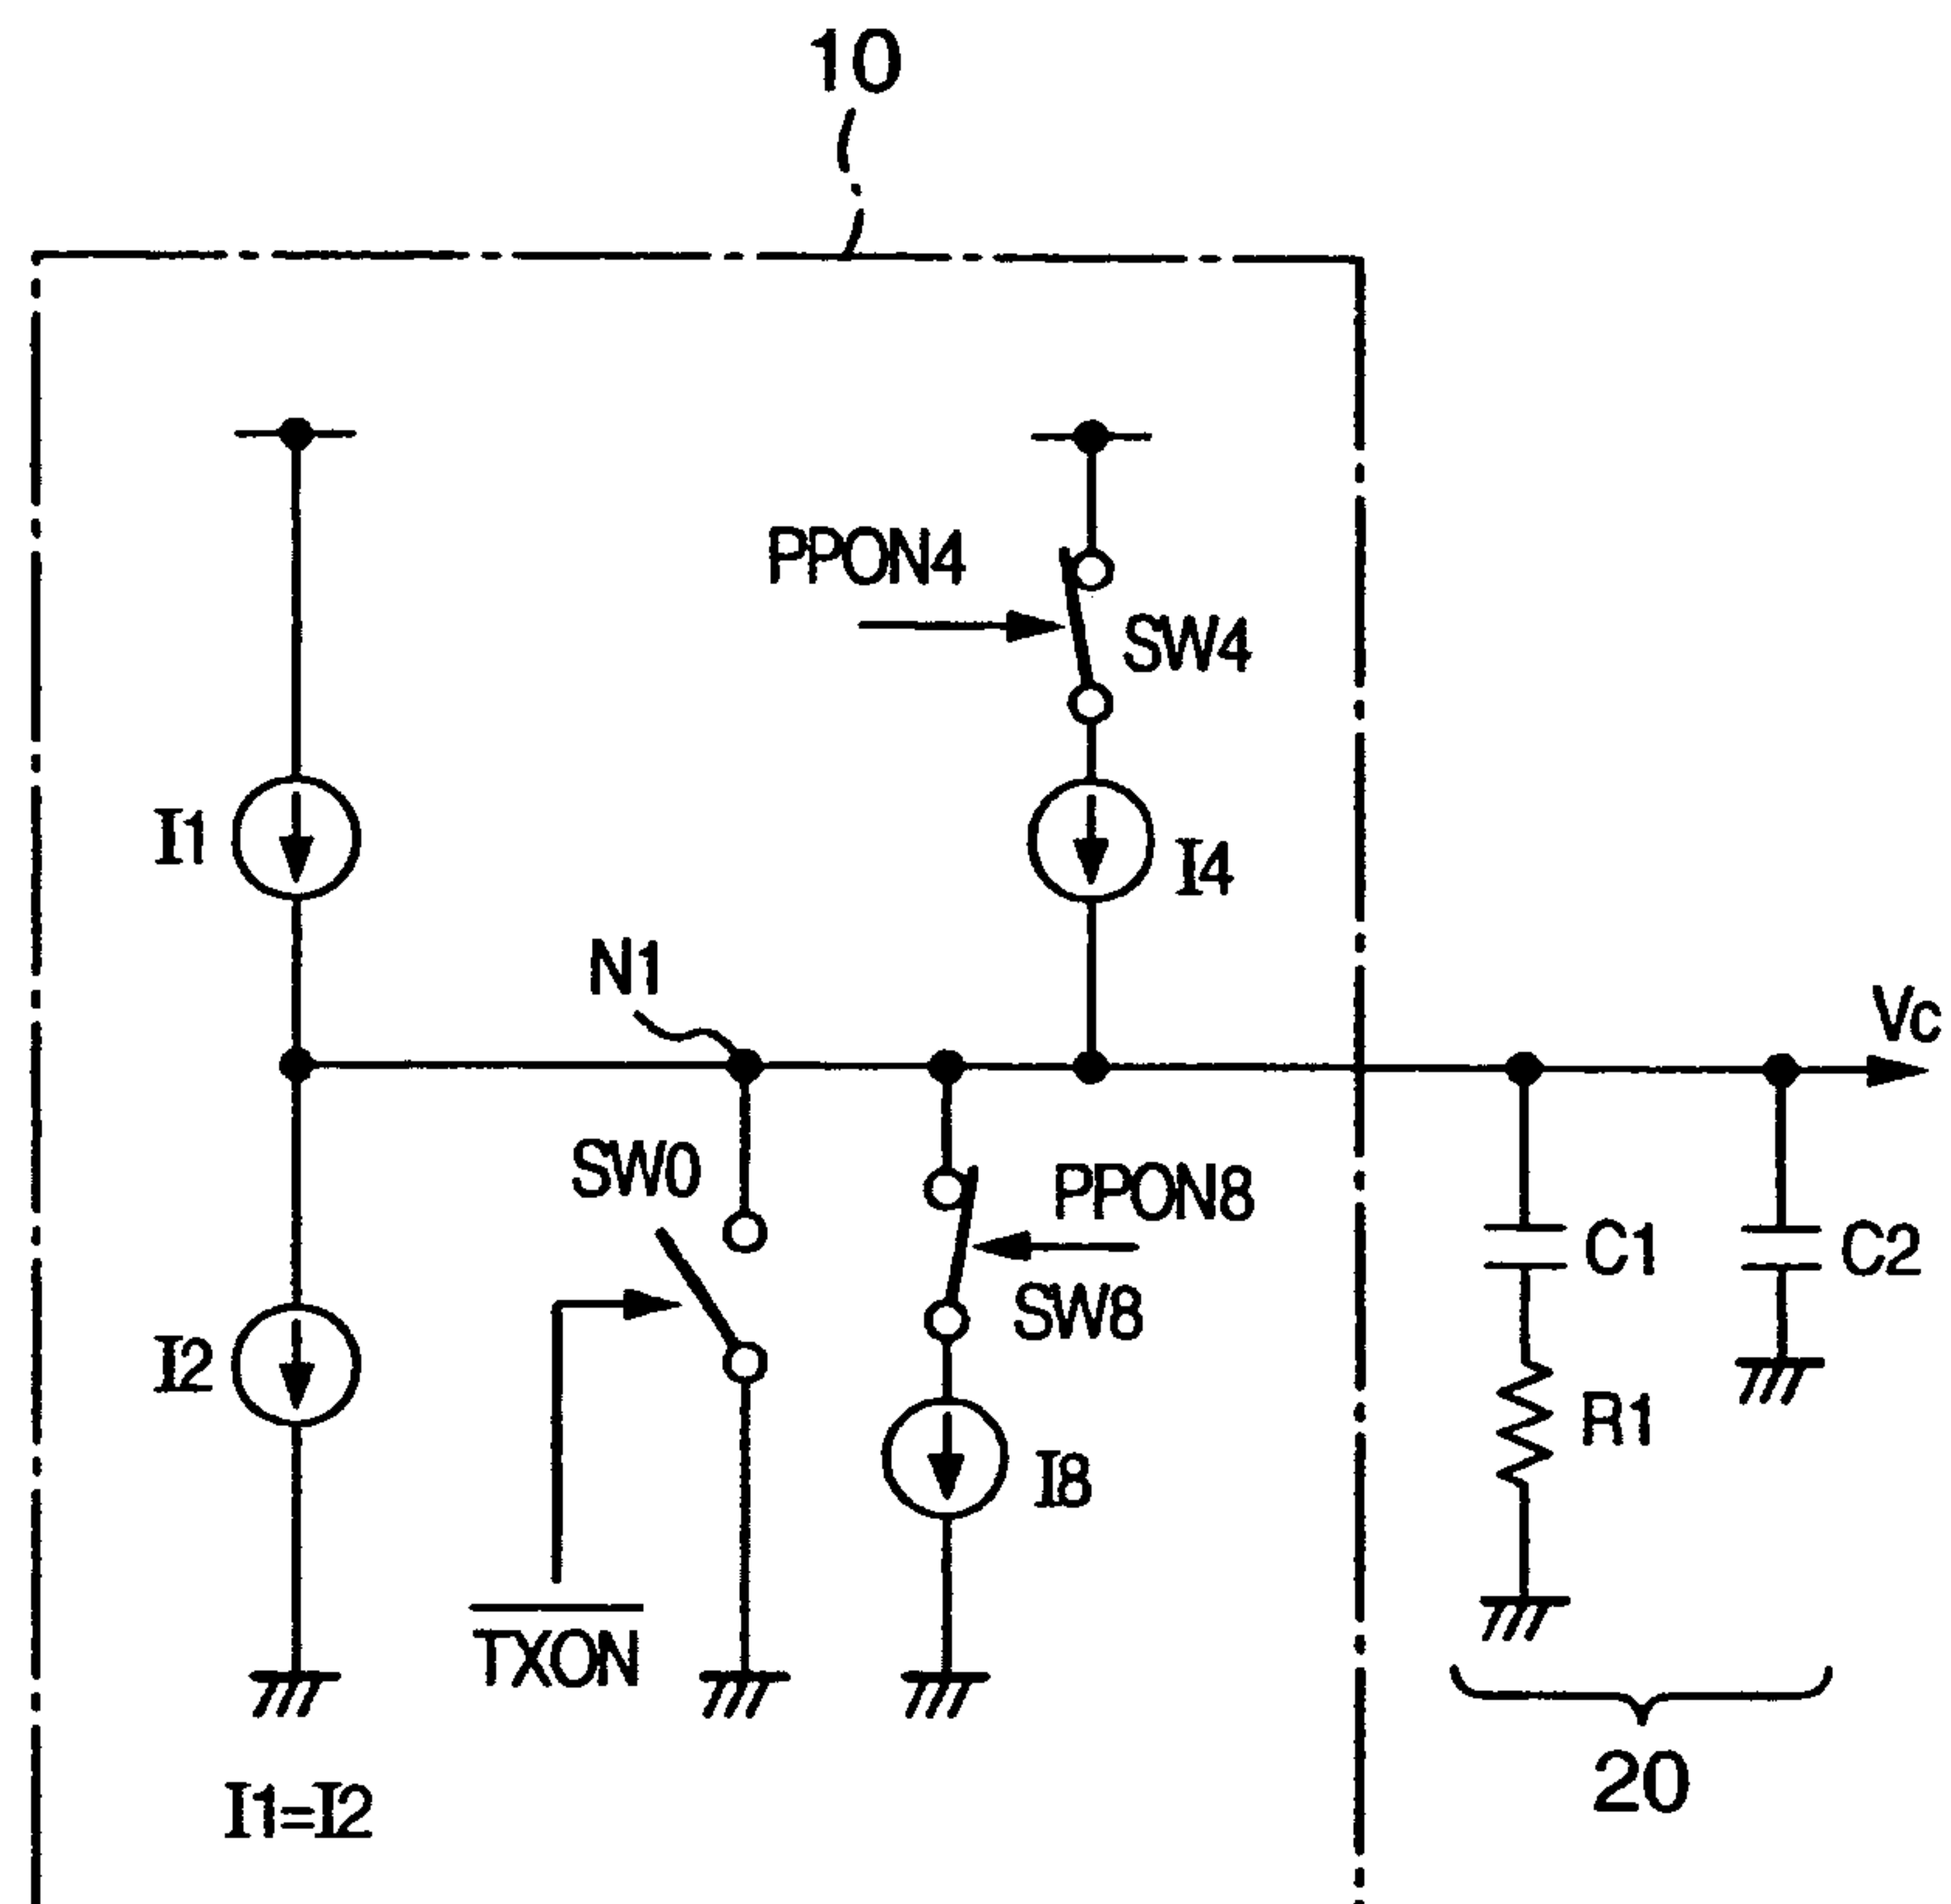 10
PPON4
SW4
I1
I4
N1
Vc
SW0
PPON8
C1
C2
SW8
I2
R1
I8
TXON
20
I1=I2